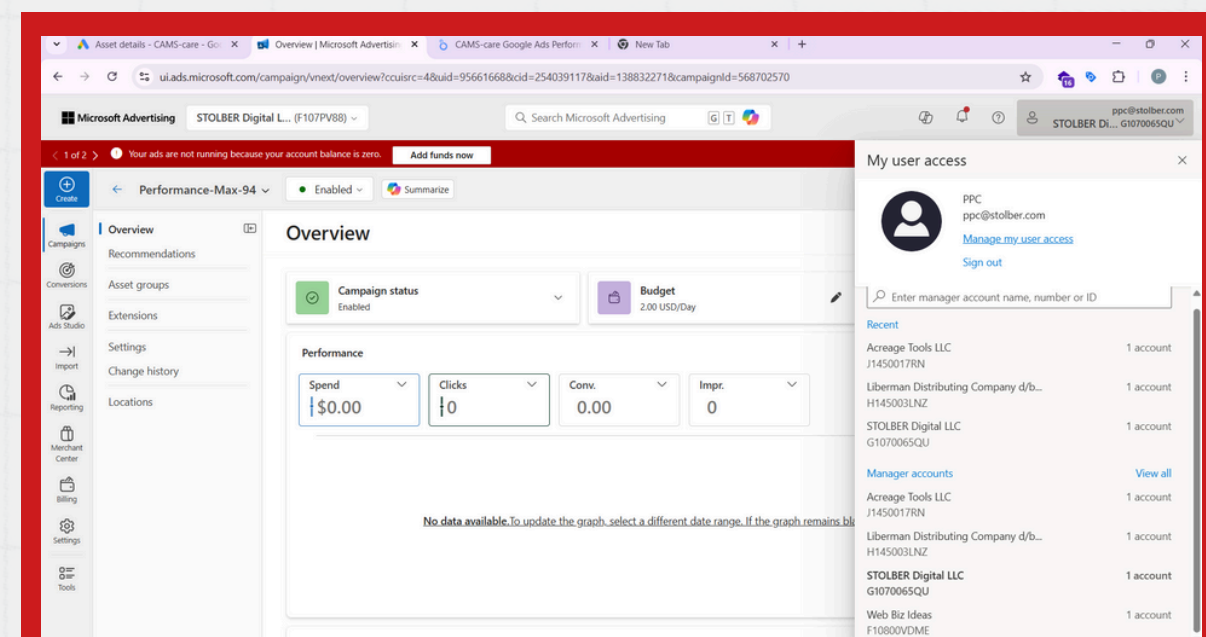 Asset details - CAMS-care - Goo
Overview | Microsoft Advertisin
CAMS-care Google Ads Perform
New Tab
ui.ads.microsoft.com/campaign/vnext/overview?ccuisrc=4&uid=95661668&cid=254039117&aid=138832271&campaignId=568702570
16
P
Microsoft Advertising
STOLBER Digital L... (F107PV88)
Search Microsoft Advertising
G T
ppc@stolber.com
STOLBER Di... G1070065QU
< 1 of 2 >
Your ads are not running because your account balance is zero.
Add funds now
Create
Performance-Max-94
Enabled
Summarize
Campaigns
Conversions
Ads Studio
Import
Reporting
Merchant
Center
Billing
Settings
Tools
Overview
Recommendations
Asset groups
Extensions
Settings
Change history
Locations
Overview
Campaign status
Enabled
Budget
2.00 USD/Day
Performance
Spend
$0.00
Clicks
0
Conv.
0.00
Impr.
0
No data available. To update the graph, select a different date range. If the graph remains bla
My user access
PPC
ppc@stolber.com
Manage my user access
Sign out
Enter manager account name, number or ID
Recent
Acreage Tools LLC 1 account
J1450017RN
Liberman Distributing Company d/b... 1 account
H145003LNZ
STOLBER Digital LLC 1 account
G1070065QU
Manager accounts View all
Acreage Tools LLC 1 account
J1450017RN
Liberman Distributing Company d/b... 1 account
H145003LNZ
STOLBER Digital LLC 1 account
G1070065QU
Web Biz Ideas 1 account
F10800VDME